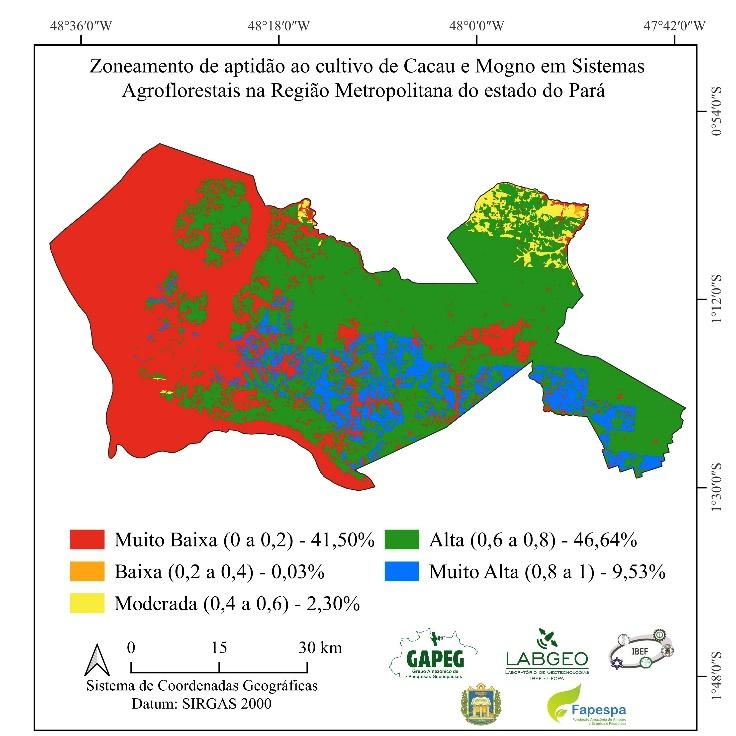 48°36'0"W 48°18'0"W 48°0'0"W 47°42'0"W
Zoneamento de aptidão ao cultivo de Cacau e Mogno em Sistemas
Agroflorestais na Região Metropolitana do estado do Pará
0°54'0"S
1°12'0"S
1°30'0"S
1°48'0"S
Muito Baixa (0 a 0,2) - 41,50%
Baixa (0,2 a 0,4) - 0,03%
Moderada (0,4 a 0,6) - 2,30%
Alta (0,6 a 0,8) - 46,64%
Muito Alta (0,8 a 1) - 9,53%
0 15 30 km
Sistema de Coordenadas Geográficas
Datum: SIRGAS 2000
GAPEG
LABGEO
LABORATÓRIO DE GEOTECNOLOGIAS
IBEF
Fapespa